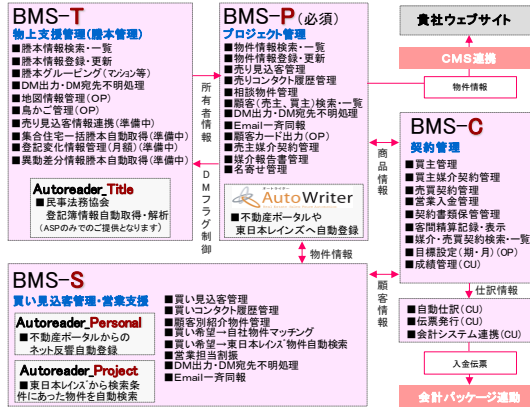 BMS-T
物上支援管理(謄本管理)
■謄本情報検索・一覧
■謄本情報登録・更新
■謄本グルーピング(マンション等)
■DM出力・DM宛先不明処理
■地図情報管理(OP)
■鳥かご管理(OP)
■売り見込客情報連携(準備中)
■集合住宅一括謄本自動取得(準備中)
■登記変化情報管理(月額)(準備中)
■異動差分情報謄本自動取得(準備中)
Autoreader_Title
■民事法務協会
登記簿情報自動取得・解析
(ASPのみでのご提供となります)
所有者情報
DMフラグ制御
BMS-P(必須)
プロジェクト管理
■物件情報検索・一覧
■物件情報登録・更新
■売り見込客管理
■売りコンタクト履歴管理
■相談物件管理
■顧客(売主、買主)検索・一覧
■DM出力・DM宛先不明処理
■Email一斉同報
■顧客カード出力(OP)
■売主媒介契約管理
■媒介報告書管理
■名寄せ管理
オートライター
AutoWriter
■不動産ポータルや
東日本レインズへ自動登録
物件情報
貴社ウェブサイト
CMS連携
物件情報
商品情報
BMS-C
契約管理
■買主管理
■買主媒介契約管理
■売買契約管理
■営業入金管理
■契約書類保管管理
■客間精算記録・表示
■媒介・売買契約検索・一覧
■目標設定(期・月)(OP)
■成績管理(CU)
顧客情報
仕訳情報
■自動仕訳(CU)
■伝票発行(CU)
■会計システム連携(CU)
入金伝票
会計パッケージ連動
BMS-S
買い見込客管理・営業支援
Autoreader_Personal
■不動産ポータルからの
ネット反響自動登録
Autoreader_Project
■東日本レインズから検索条
件にあった物件を自動検索
■買い見込客管理
■買いコンタクト履歴管理
■顧客別紹介物件管理
■買い希望→自社物件マッチング
■買い希望→東日本レインズ物件自動検索
■営業担当割振
■DM出力・DM宛先不明処理
■Email一斉同報